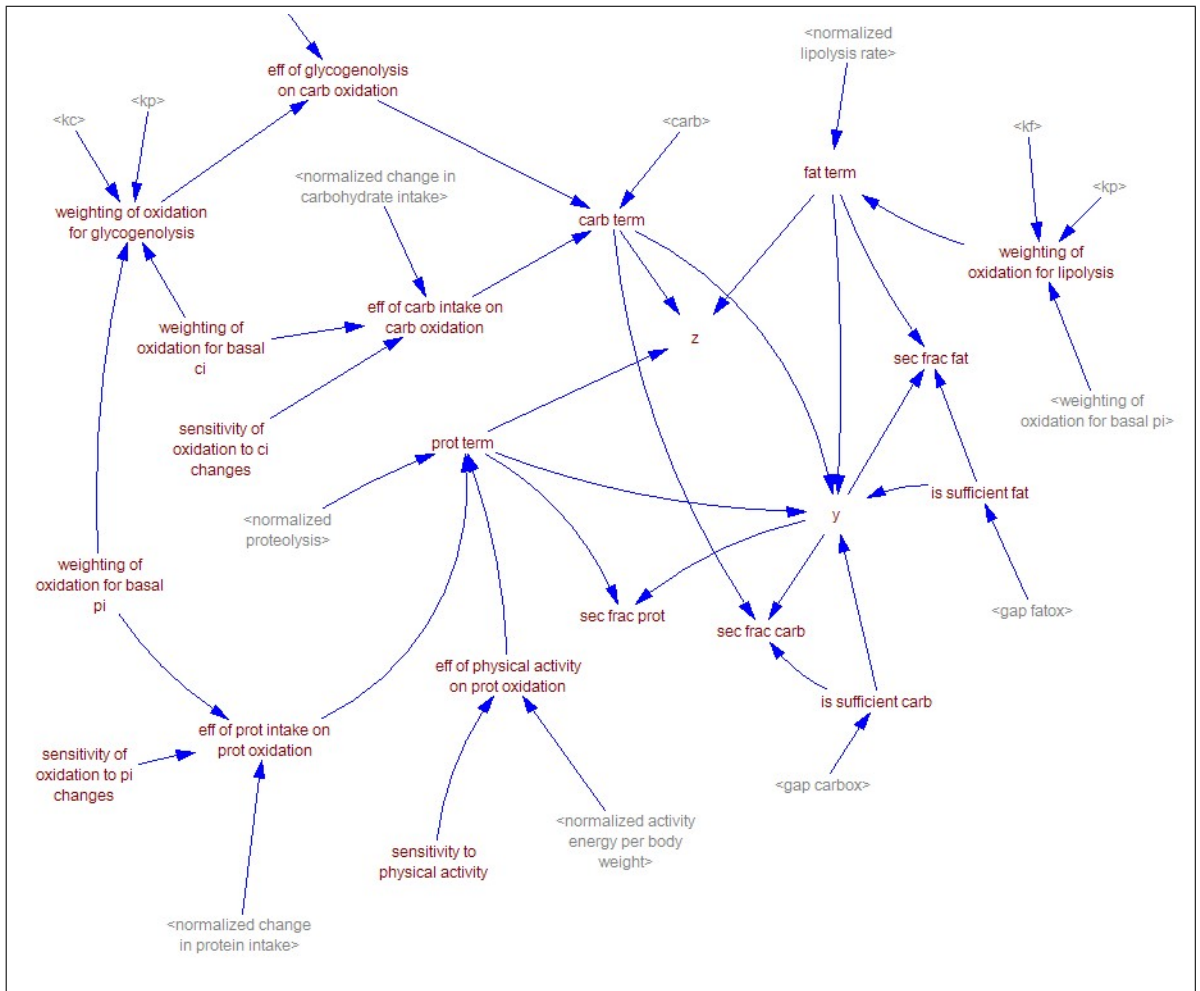 <normalized
lipolysis rate>
eff of glycogenolysis
on carb oxidation
<kp>
<kc>
<carb>
<kf>
<normalized change in
carbohydrate intake>
fat term
<kp>
weighting of oxidation
for glycogenolysis
carb term
weighting of
oxidation for lipolysis
eff of carb intake on
carb oxidation
weighting of
oxidation for basal
ci
z
sec frac fat
<weighting of
oxidation for basal pi>
sensitivity of
oxidation to ci
changes
prot term
is sufficient fat
<normalized
proteolysis>
y
weighting of
oxidation for basal
pi
<gap fatox>
sec frac prot
sec frac carb
eff of physical activity
on prot oxidation
is sufficient carb
eff of prot intake on
prot oxidation
sensitivity of
oxidation to pi
changes
<gap carbox>
<normalized activity
energy per body
weight>
sensitivity to
physical activity
<normalized change
in protein intake>